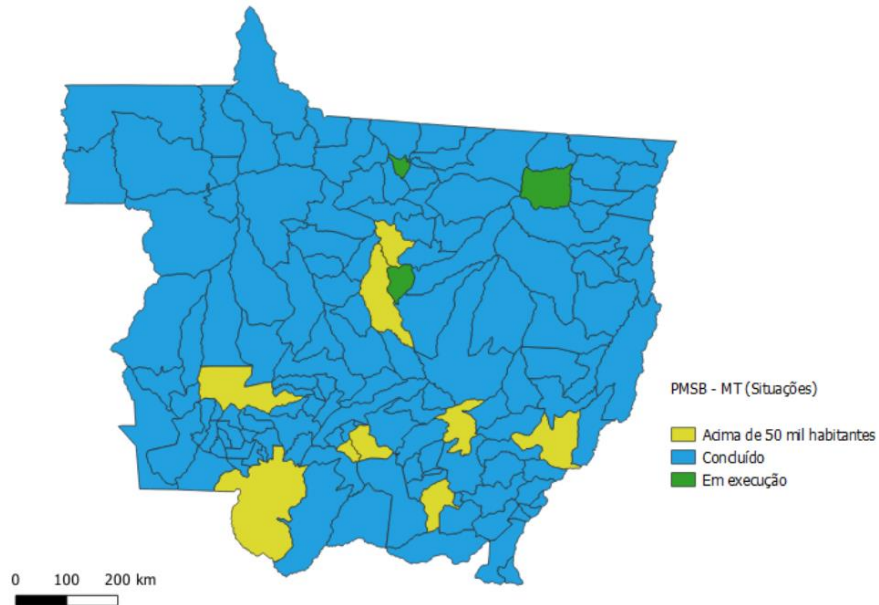 PMSB - MT (Situações)
Acima de 50 mil habitantes
Concluído
Em execução
0 100 200 km